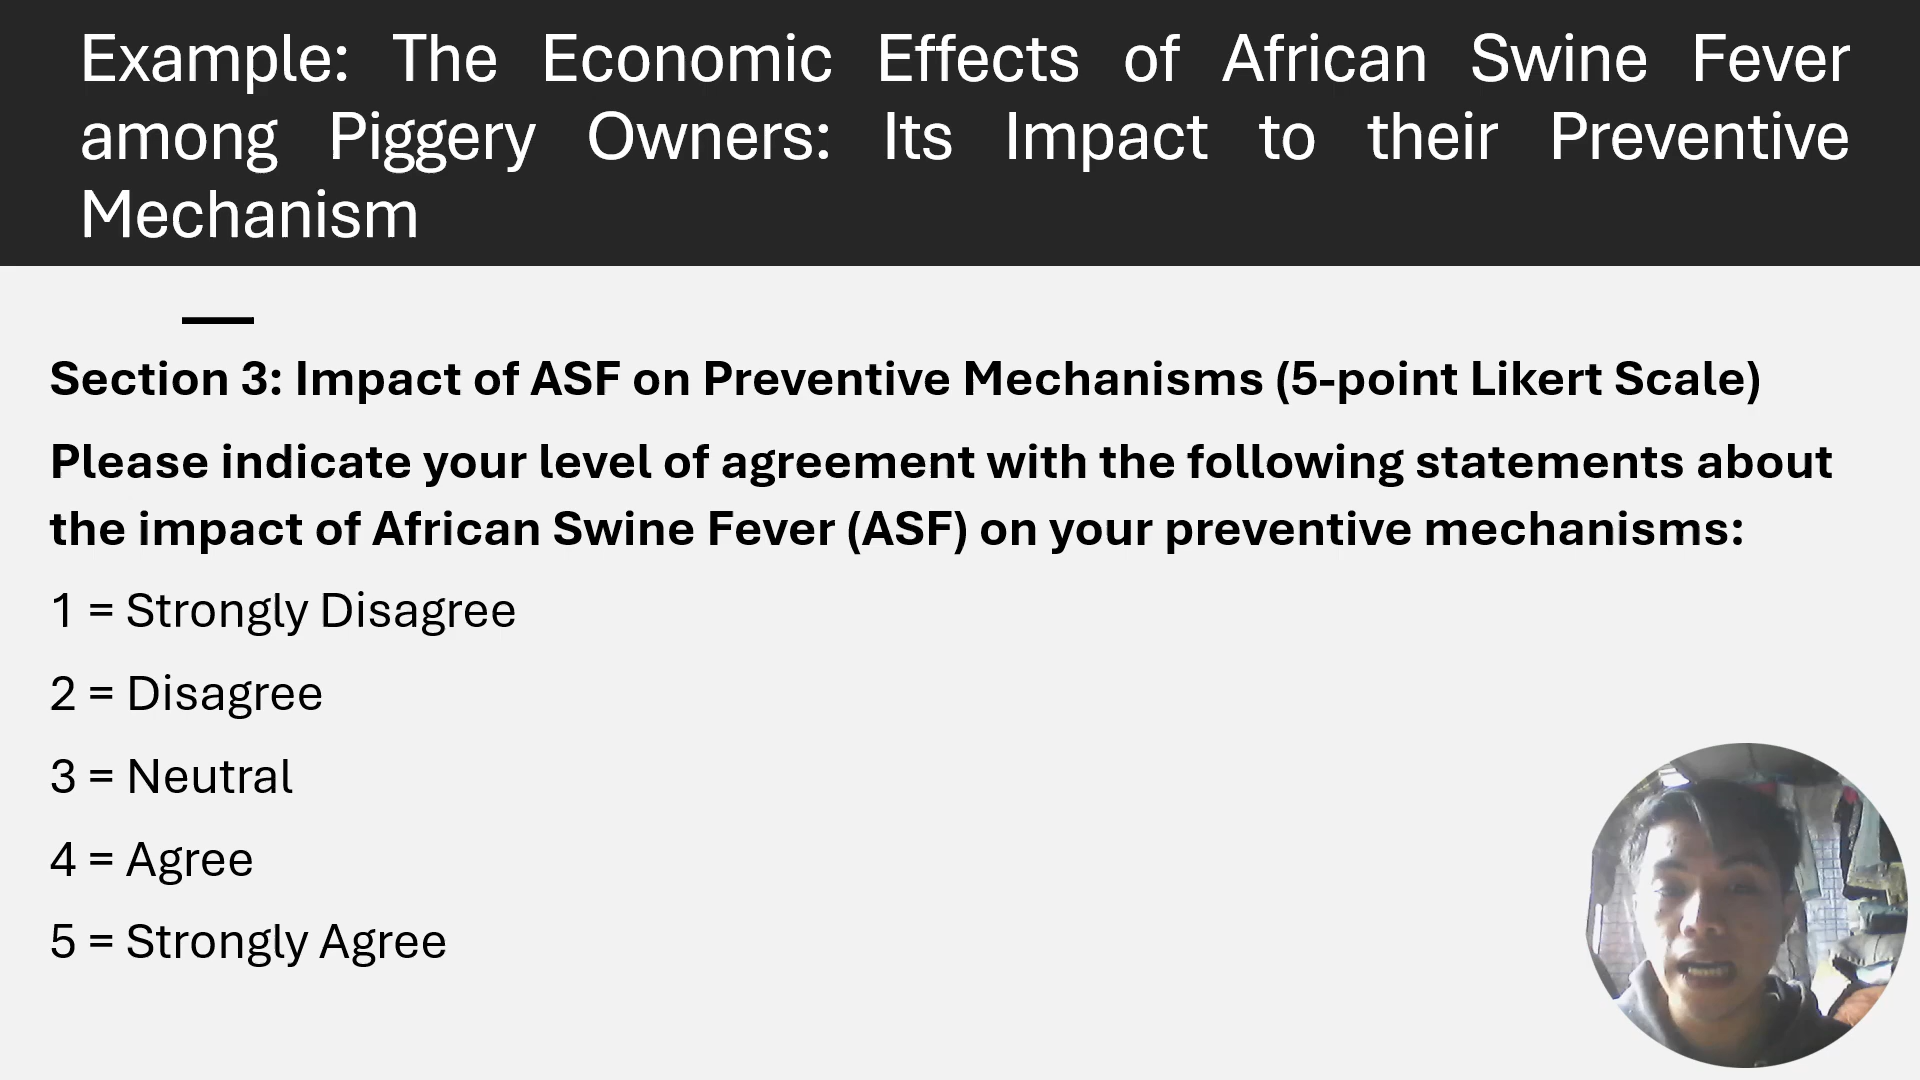 Example: The Economic Effects of African Swine Fever
among Piggery Owners: Its Impact to their Preventive
Mechanism
Section 3: Impact of ASF on Preventive Mechanisms (5-point Likert Scale)
Please indicate your level of agreement with the following statements about
the impact of African Swine Fever (ASF) on your preventive mechanisms:
1 = Strongly Disagree
2 = Disagree
3 = Neutral
4 = Agree
5 = Strongly Agree